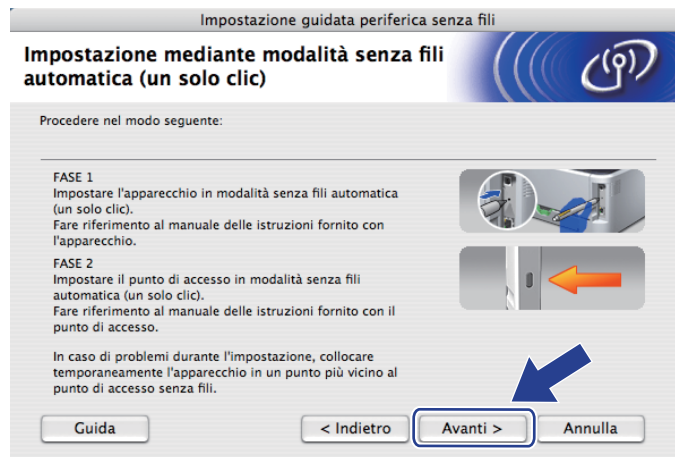 Impostazione guidata periferica senza fili
Impostazione mediante modalità senza fili
automatica (un solo clic)
Procedere nel modo seguente:
FASE 1
Impostare l'apparecchio in modalità senza fili automatica
(un solo clic).
Fare riferimento al manuale delle istruzioni fornito con
l'apparecchio.
FASE 2
Impostare il punto di accesso in modalità senza fili
automatica (un solo clic).
Fare riferimento al manuale delle istruzioni fornito con il
punto di accesso.
In caso di problemi durante l'impostazione, collocare
temporaneamente l'apparecchio in un punto più vicino al
punto di accesso senza fili.
Guida
< Indietro
Avanti >
Annulla